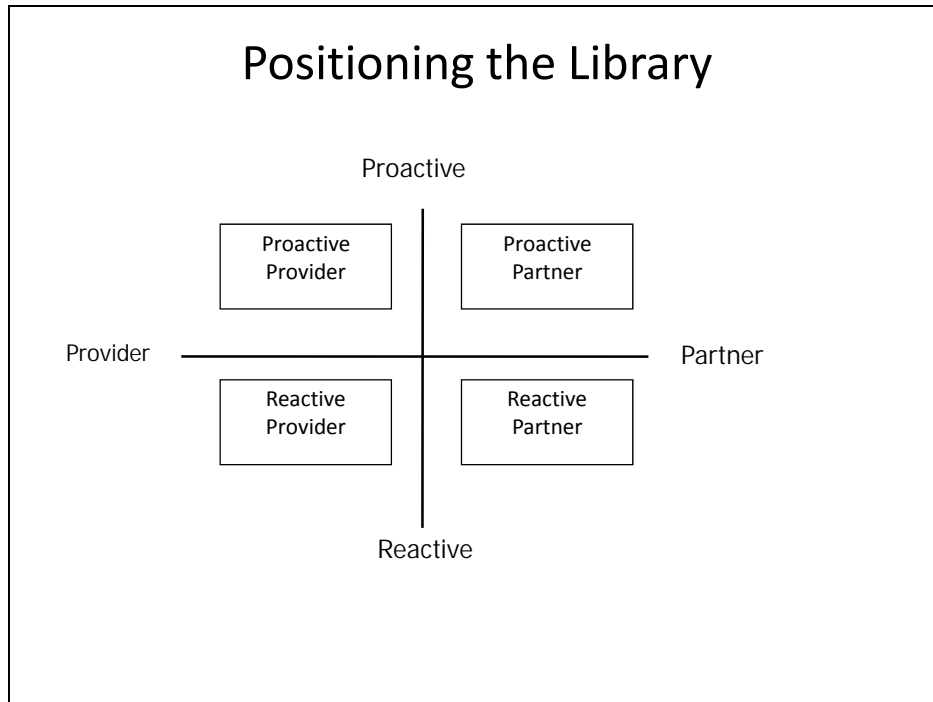 Positioning the Library
Proactive
Proactive
Provider
Proactive
Partner
Provider
Partner
Reactive
Provider
Reactive
Partner
Reactive